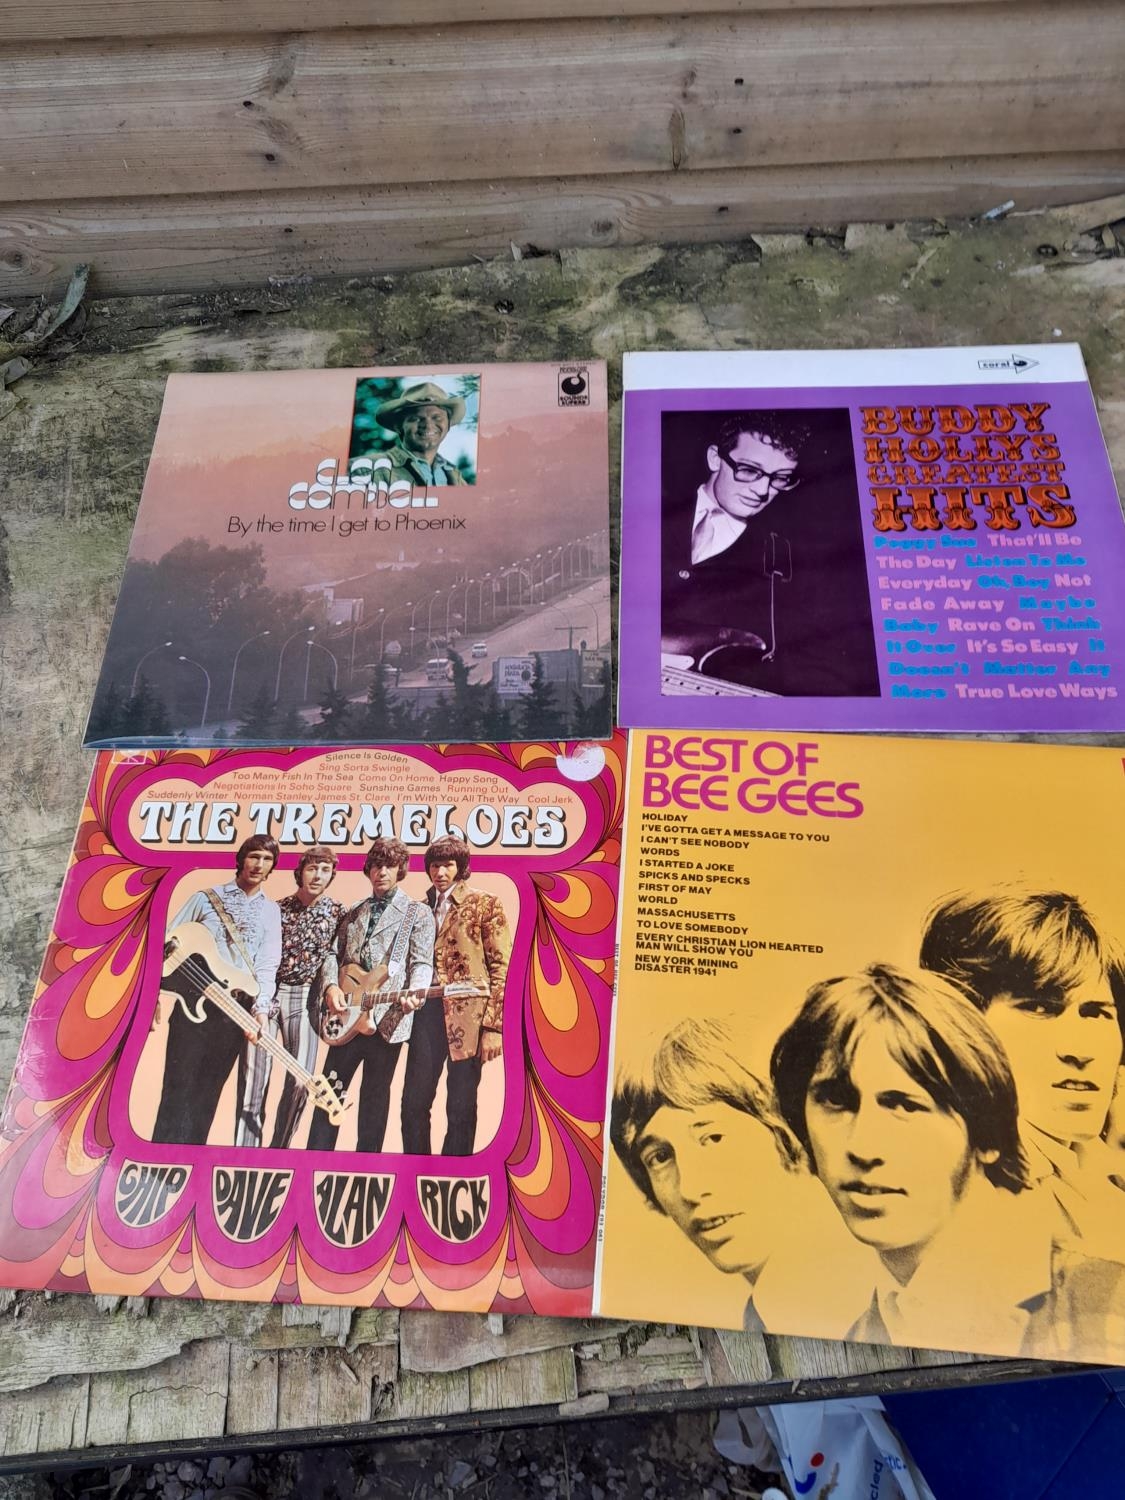 SOUNDS
SUPERB
GLEN
CAMPBELL
By the time I get to Phoenix
coral
BUDDY
HOLLY'S
GREATEST
HITS
Peggy Sue That'll Be
The Day Listen To Me
Everyday Oh, Boy Not
Fade Away Maybe
Baby Rave On Think
It Over It's So Easy It
Doesn't Matter Any
More True Love Ways
Silence Is Golden
Sing Sorta Swingle
Too Many Fish In The Sea Come On Home Happy Song
Negotiations In Soho Square Sunshine Games Running Out
Suddenly Winter Norman Stanley James St. Clare I'm With You All The Way Cool Jerk
THE TREMELOES
CHIP DAVE ALAN RICK
BEST OF
BEE GEES
HOLIDAY
I'VE GOTTA GET A MESSAGE TO YOU
I CAN'T SEE NOBODY
WORDS
I STARTED A JOKE
SPICKS AND SPECKS
FIRST OF MAY
WORLD
MASSACHUSETTS
TO LOVE SOMEBODY
EVERY CHRISTIAN LION HEARTED
MAN WILL SHOW YOU
NEW YORK MINING
DISASTER 1941